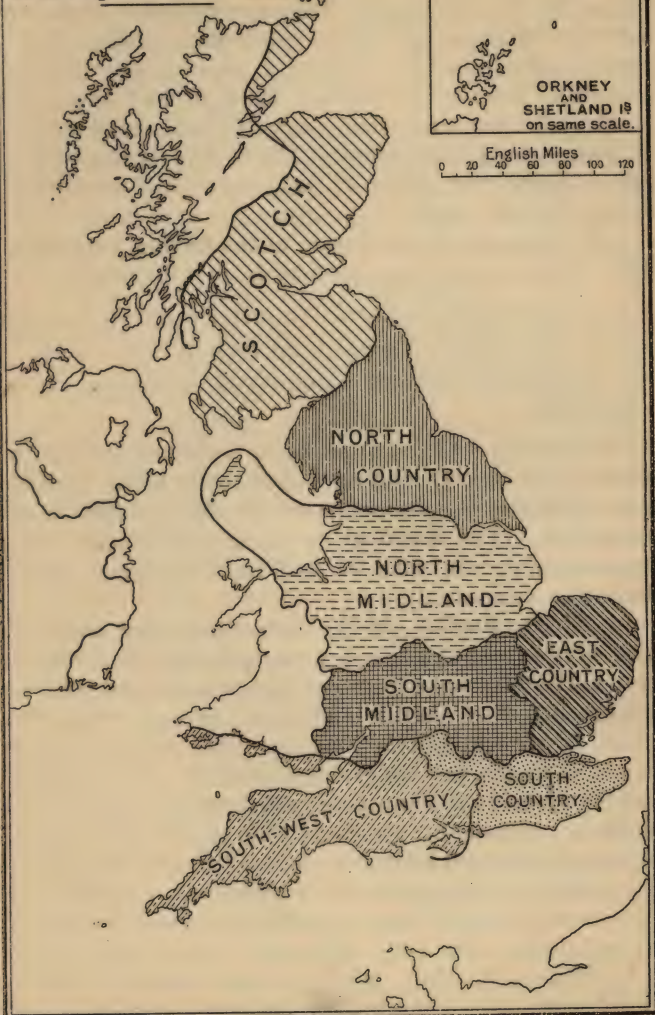 ORKNEY
AND
SHETLAND Iṣ
on same scale.
English Miles
0 20 40 60 80 100 120
SCOTCH
NORTH
COUNTRY
NORTH
MIDLAND
EAST
COUNTRY
SOUTH
MIDLAND
SOUTH
COUNTRY
SOUTH-WEST COUNTRY